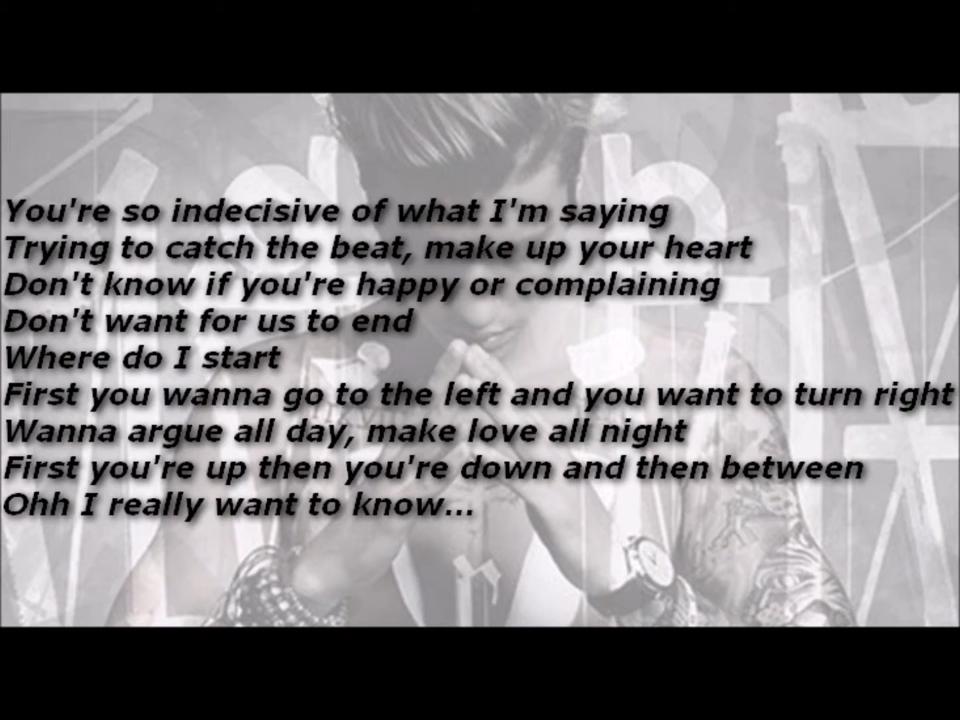 You're so indecisive of what I'm saying
Trying to catch the beat, make up your heart
Don't know if you're happy or complaining
Don't want for us to end
Where do I start
First you wanna go to the left and you want to turn right
Wanna argue all day, make love all night
First you're up then you're down and then between
Ohh I really want to know...